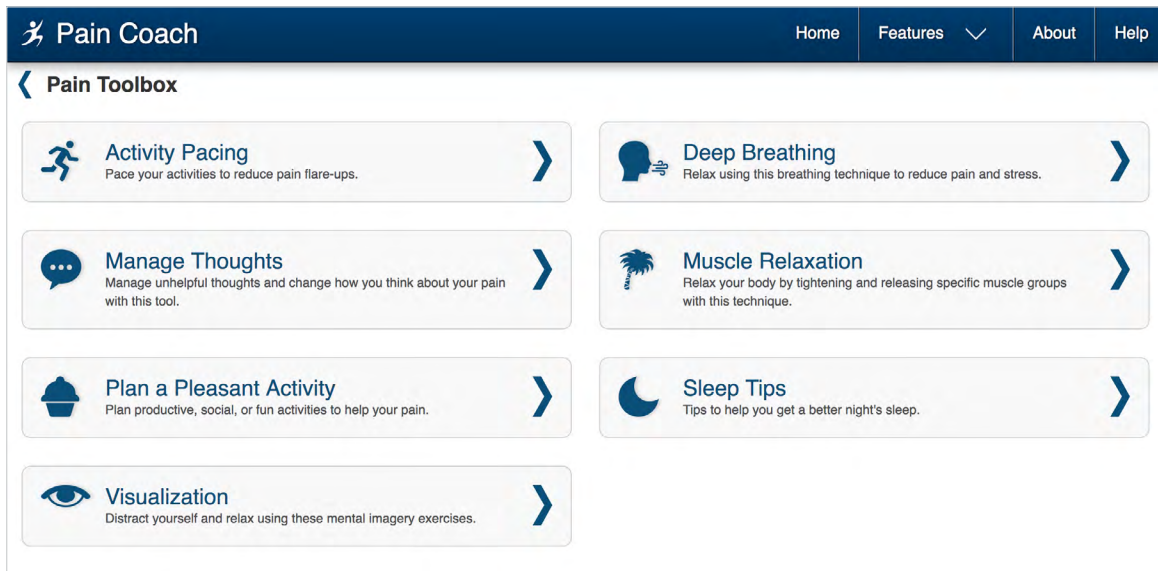 Pain Coach
Home
Features
About
Help
Pain Toolbox
Activity Pacing
Pace your activities to reduce pain flare-ups.
Deep Breathing
Relax using this breathing technique to reduce pain and stress.
Manage Thoughts
Manage unhelpful thoughts and change how you think about your pain
with this tool.
Muscle Relaxation
Relax your body by tightening and releasing specific muscle groups
with this technique.
Plan a Pleasant Activity
Plan productive, social, or fun activities to help your pain.
Sleep Tips
Tips to help you get a better night's sleep.
Visualization
Distract yourself and relax using these mental imagery exercises.